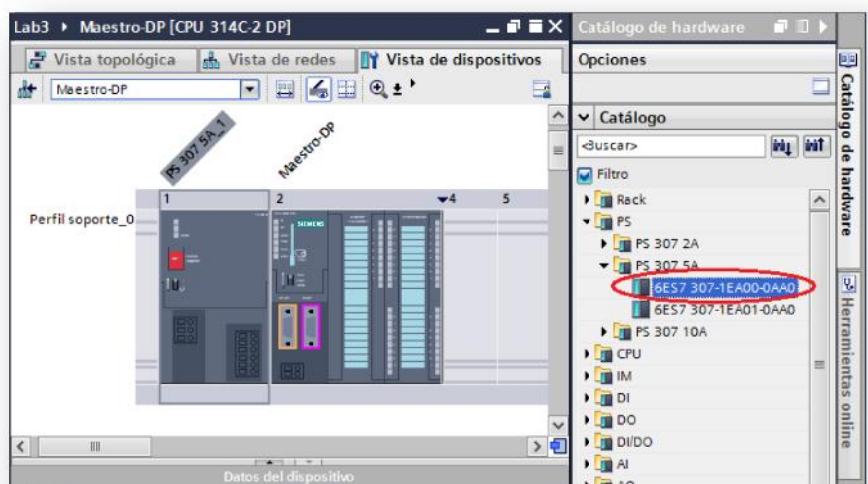 Lab3 ▸ Maestro-DP [CPU 314C-2 DP]
Vista topológica
Vista de redes
Vista de dispositivos
Maestro-DP
PS 307 5A_1
Maestro-DP
1
2
4
5
Perfil soporte_0
SIEMENS
Datos del dispositivo
Catálogo de hardware
Opciones
Catálogo
<Buscar>
Filtro
Rack
PS
PS 307 2A
PS 307 5A
6ES7 307-1EA00-0AA0
6ES7 307-1EA01-0AA0
PS 307 10A
CPU
IM
DI
DO
DI/DO
AI
AO
Catálogo de hardware
Herramientas online